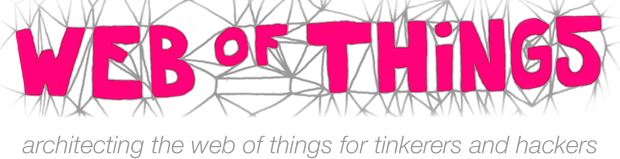 WEB OF THiNGS
architecting the web of things for tinkerers and hackers